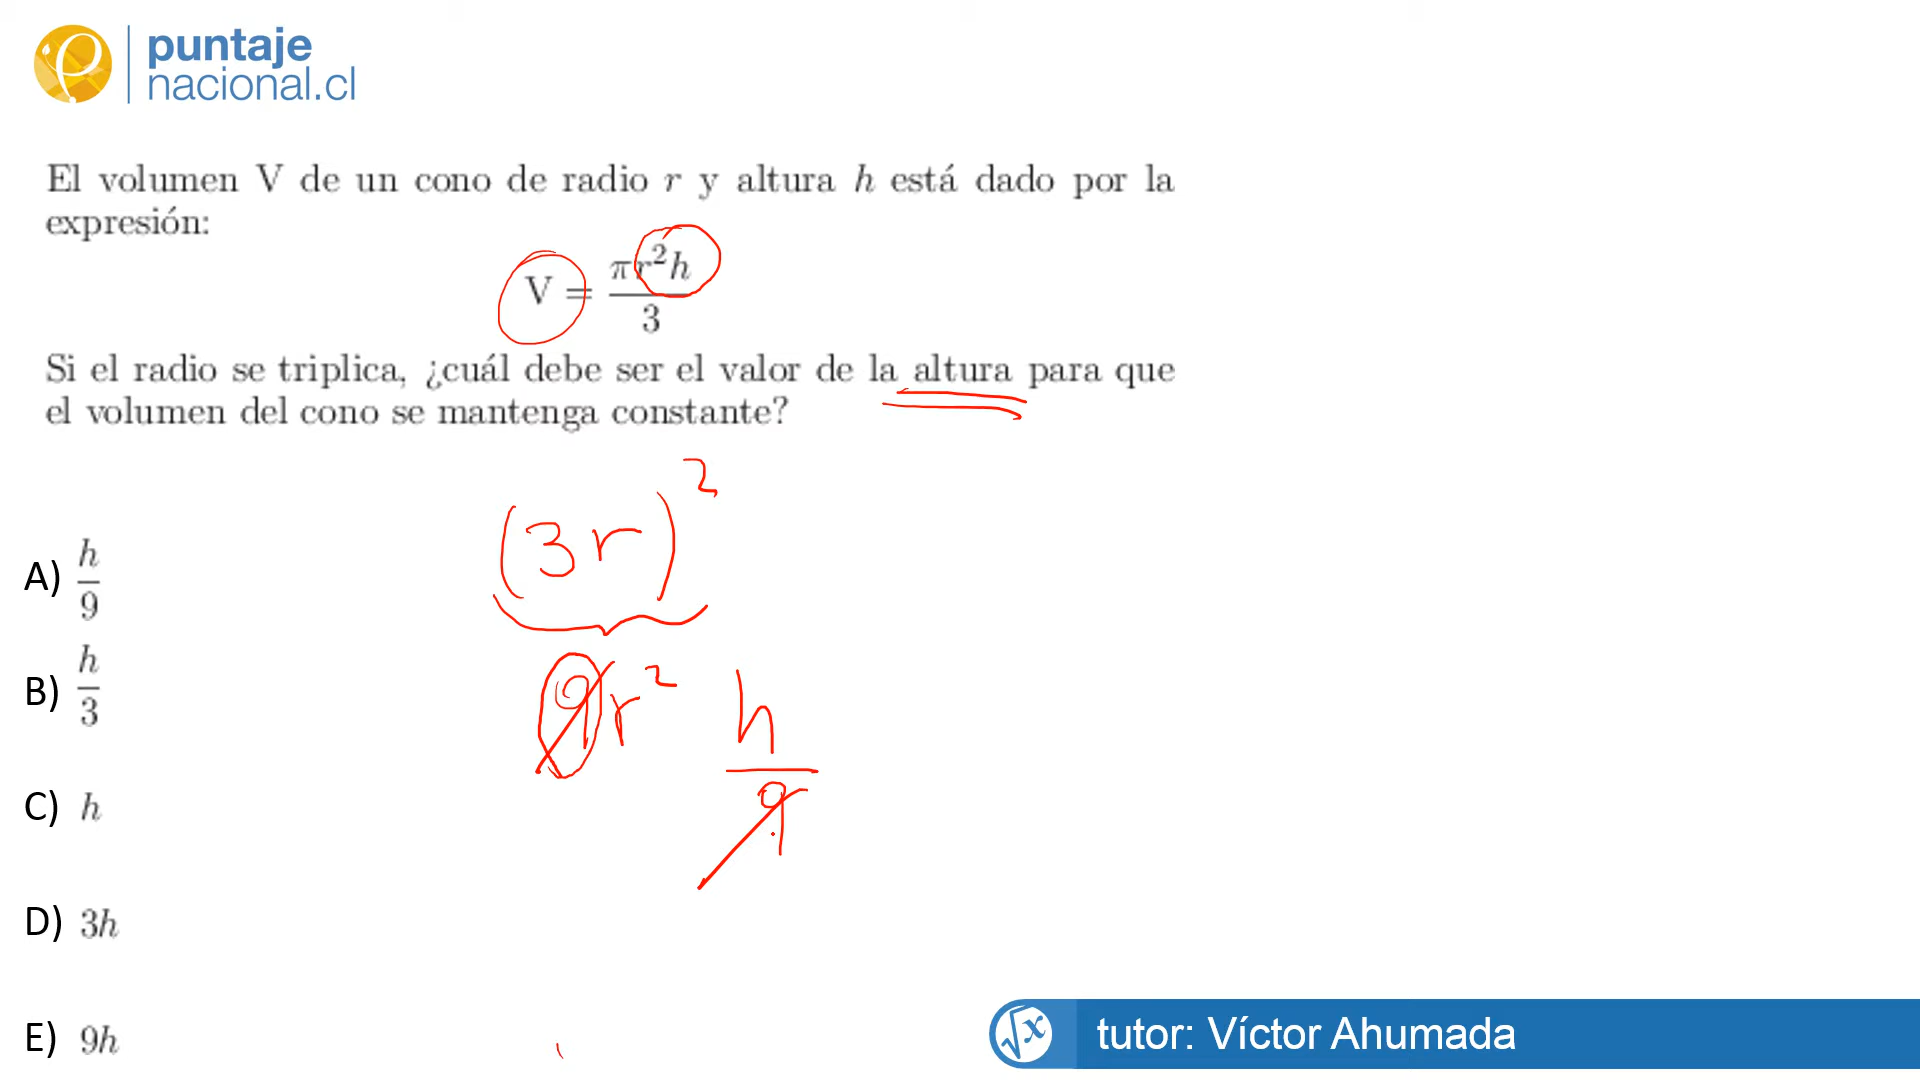 puntaje
nacional.cl
El volumen V de un cono de radio r y altura h está dado por la
expresión:
V = πr²h / 3
Si el radio se triplica, ¿cuál debe ser el valor de la altura para que
el volumen del cono se mantenga constante?
(3r)²
9r² h/9
A) h/9
B) h/3
C) h
D) 3h
E) 9h
√x tutor: Víctor Ahumada